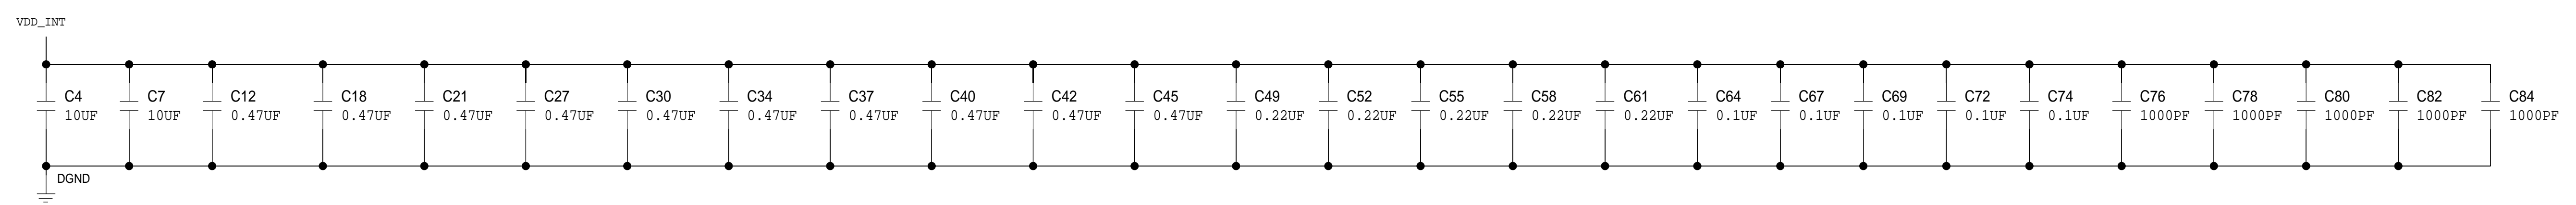 VDD_INT
C4 C7 C12 C18 C21 C27 C30 C34 C37 C40 C42 C45 C49 C52 C55 C58 C61 C64 C67 C69 C72 C74 C76 C78 C80 C82 C84
10UF 10UF 0.47UF 0.47UF 0.47UF 0.47UF 0.47UF 0.47UF 0.47UF 0.47UF 0.47UF 0.47UF 0.22UF 0.22UF 0.22UF 0.22UF 0.22UF 0.1UF 0.1UF 0.1UF 0.1UF 0.1UF 1000PF 1000PF 1000PF 1000PF 1000PF
DGND